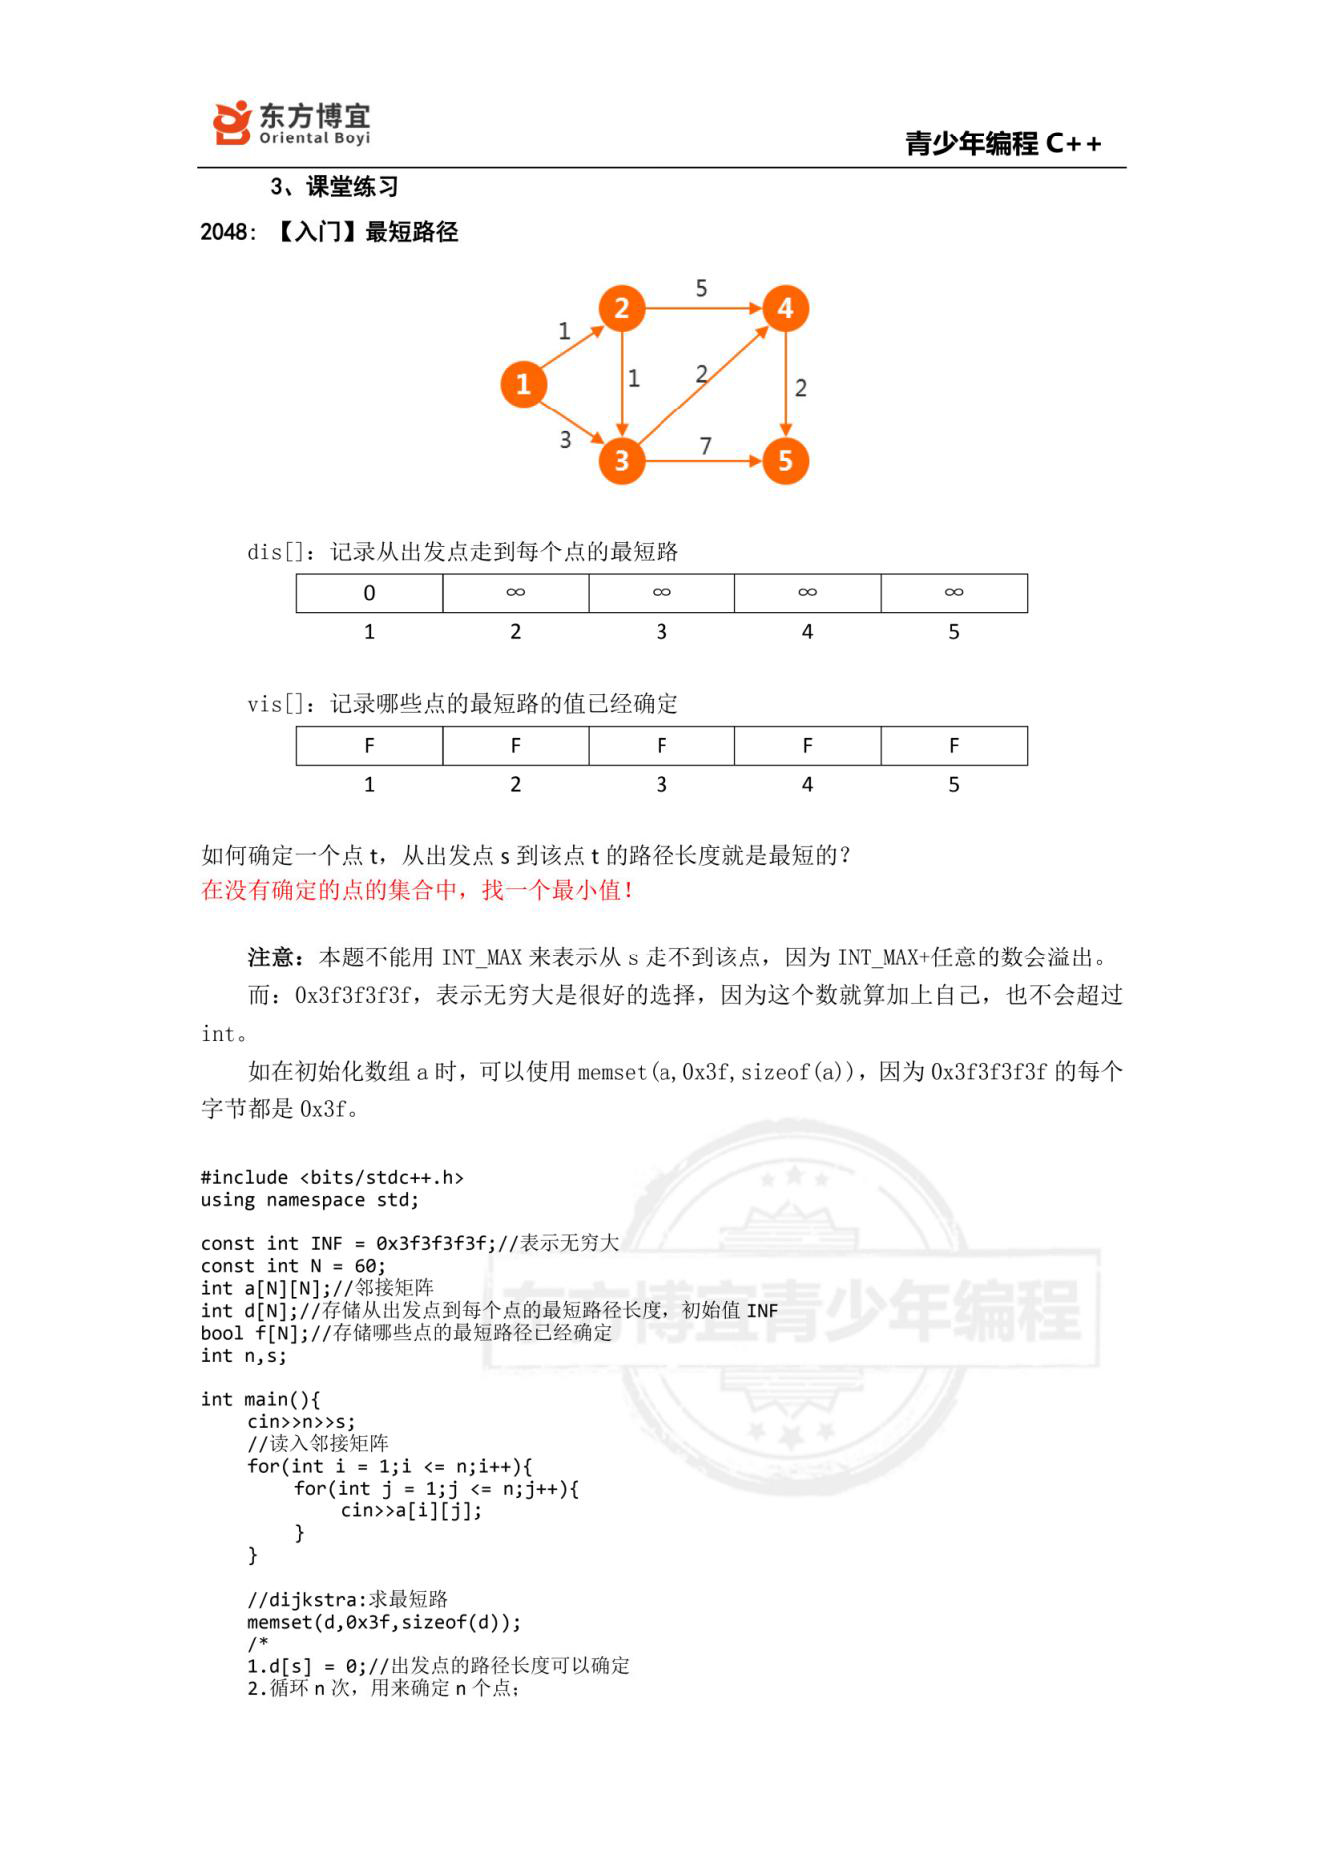 东方博宜
Oriental Boyi
青少年编程 C++
3、课堂练习
2048: 【入门】最短路径
5
2
4
1
1
1
2
2
3
7
3
5
dis[]: 记录从出发点走到每个点的最短路
0 ∞ ∞ ∞ ∞
1 2 3 4 5
vis[]: 记录哪些点的最短路的值已经确定
F F F F F
1 2 3 4 5
如何确定一个点 t，从出发点 s 到该点 t 的路径长度就是最短的？
在没有确定的点的集合中，找一个最小值！
注意：本题不能用 INT_MAX 来表示从 s 走不到该点，因为 INT_MAX+任意的数会溢出。
而：0x3f3f3f3f，表示无穷大是很好的选择，因为这个数就算加上自己，也不会超过
int。
如在初始化数组 a 时，可以使用 memset(a,0x3f,sizeof(a))，因为 0x3f3f3f3f 的每个
字节都是 0x3f。
#include <bits/stdc++.h>
using namespace std;
const int INF = 0x3f3f3f3f;//表示无穷大
const int N = 60;
int a[N][N];//邻接矩阵
int d[N];//存储从出发点到每个点的最短路径长度，初始值 INF
bool f[N];//存储哪些点的最短路径已经确定
int n,s;
东方博宜青少年编程
int main(){
cin>>n>>s;
//读入邻接矩阵
for(int i = 1;i <= n;i++){
for(int j = 1;j <= n;j++){
cin>>a[i][j];
}
}
//dijkstra:求最短路
memset(d,0x3f,sizeof(d));
/*
1.d[s] = 0;//出发点的路径长度可以确定
2.循环 n 次，用来确定 n 个点;